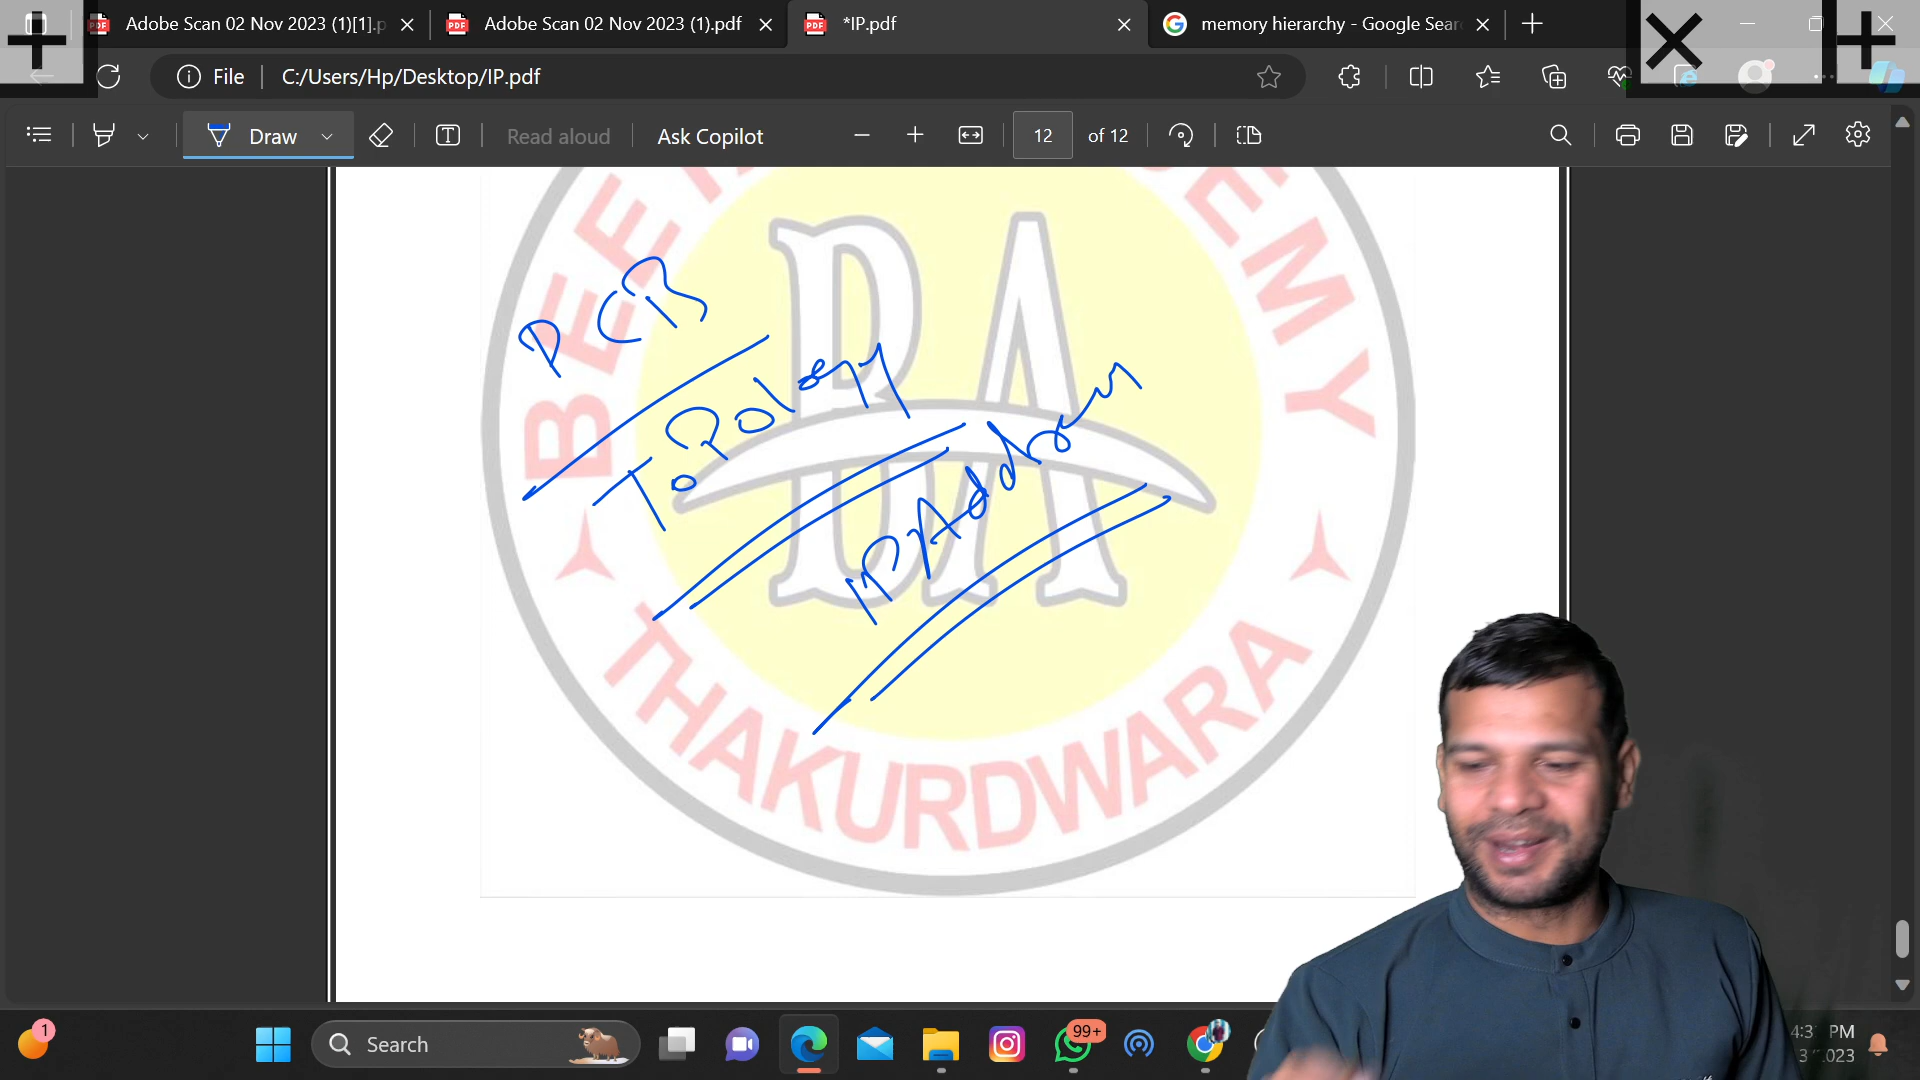 Adobe Scan 02 Nov 2023 (1)[1].p
Adobe Scan 02 Nov 2023 (1).pdf
*IP.pdf
memory hierarchy - Google Sear
File
C:/Users/Hp/Desktop/IP.pdf
Draw
Read aloud
Ask Copilot
12 of 12
BA
THAKURDWARA
PCB
ToPology
IP Address
1
Search
99+
PM